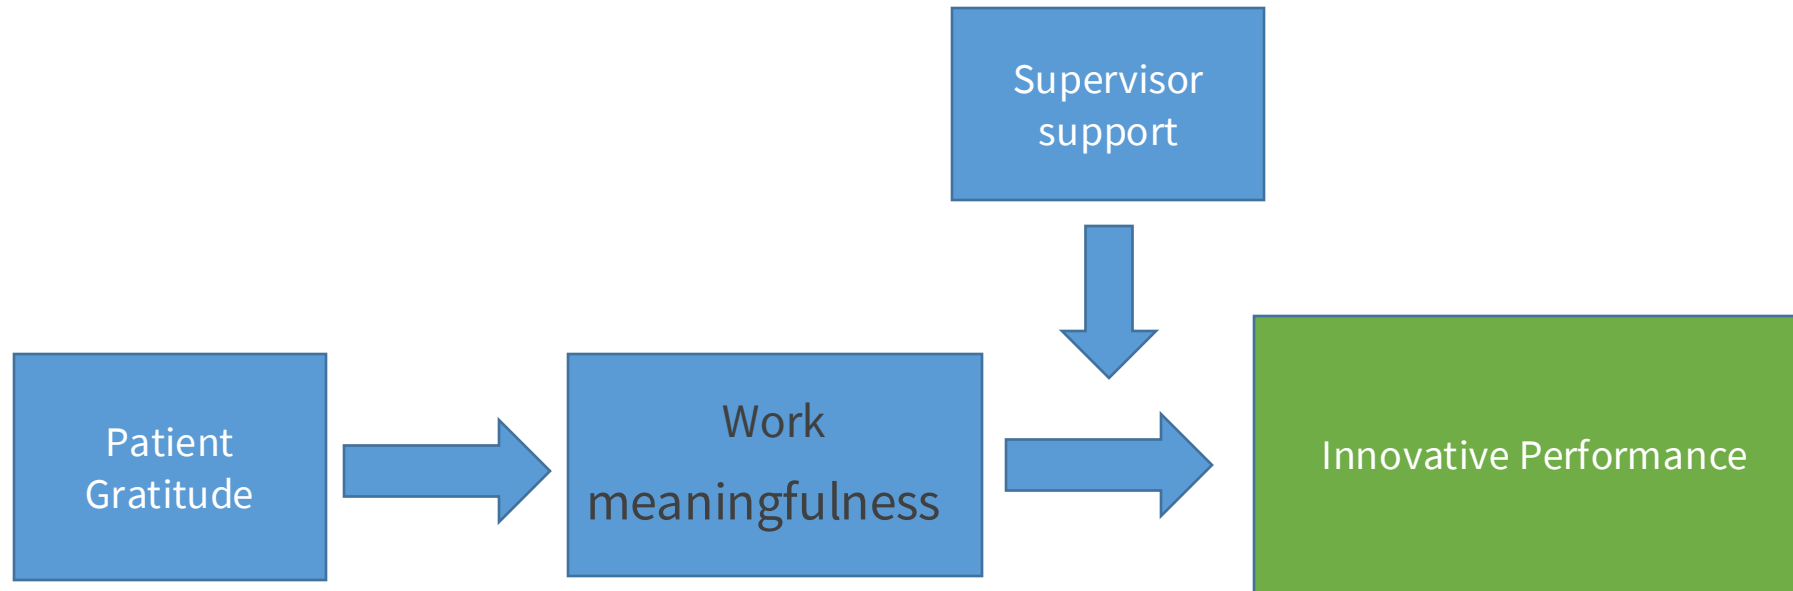 Supervisor
support
Patient
Gratitude
Work
meaningfulness
Innovative Performance